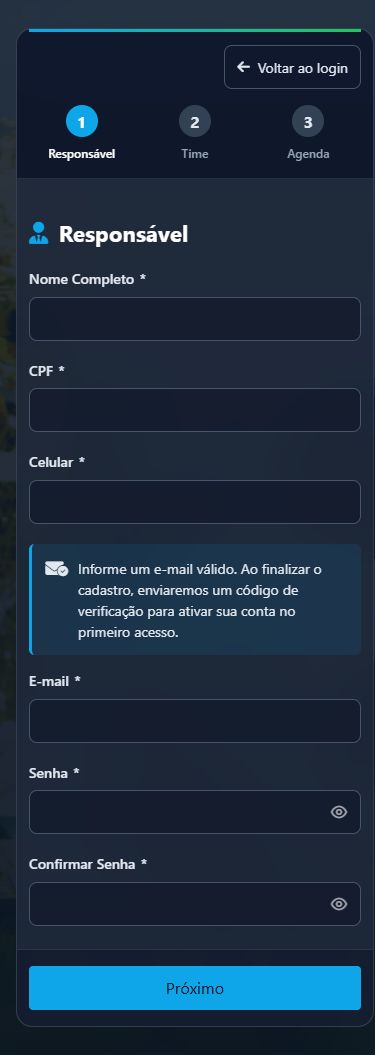 Voltar ao login
1
2
3
Responsável
Time
Agenda
Responsável
Nome Completo *
CPF *
Celular *
Informe um e-mail válido. Ao finalizar o
cadastro, enviaremos um código de
verificação para ativar sua conta no
primeiro acesso.
E-mail *
Senha *
Confirmar Senha *
Próximo